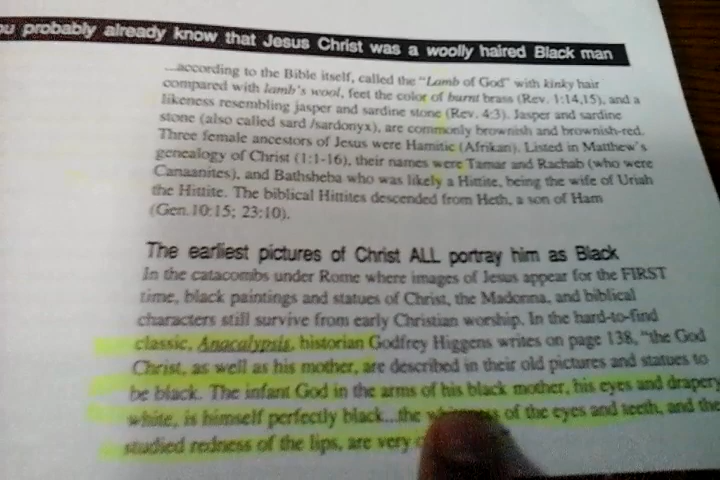 ou probably already know that Jesus Christ was a woolly haired Black man
...according to the Bible itself, called the "Lamb of God" with kinky hair
compared with lamb's wool, feet the color of burnt brass (Rev. 1:14,15), and a
likeness resembling jasper and sardine stone (Rev. 4:3). Jasper and sardine
stone (also called sard /sardonyx), are commonly brownish and brownish-red.
Three female ancestors of Jesus were Hamitic (Afrikan). Listed in Matthew's
genealogy of Christ (1:1-16), their names were Tamar and Rachab (who were
Canaanites), and Bathsheba who was likely a Hittite, being the wife of Uriah
the Hittite. The biblical Hittites descended from Heth, a son of Ham
(Gen.10:15; 23:10).
The earliest pictures of Christ ALL portray him as Black
In the catacombs under Rome where images of Jesus appear for the FIRST
time, black paintings and statues of Christ, the Madonna, and biblical
characters still survive from early Christian worship. In the hard-to-find
classic, Anacalypsis, historian Godfrey Higgens writes on page 138, "the God
Christ, as well as his mother, are described in their old pictures and statues to
be black. The infant God in the arms of his black mother, his eyes and drapery
white, is himself perfectly black...the of the eyes and teeth, and the
studied redness of the lips, are very